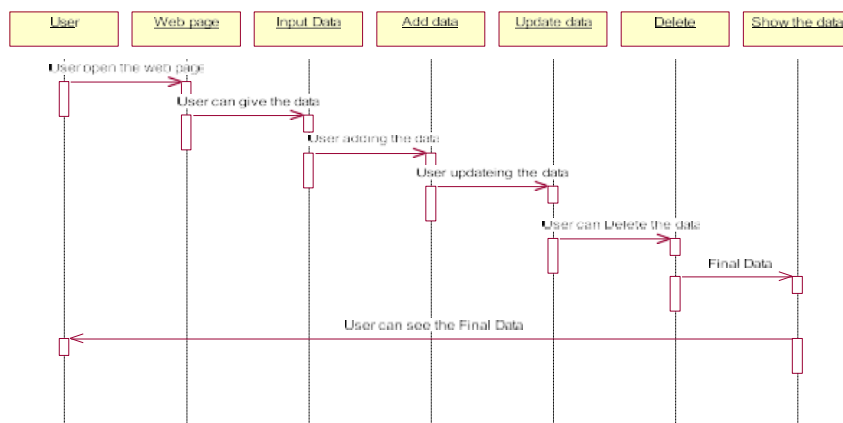 User
Web page
Input Data
Add data
Update data
Delete
Show the data
User open the web page
User can give the data
User adding the data
User updateing the data
User can Delete the data
Final Data
User can see the Final Data